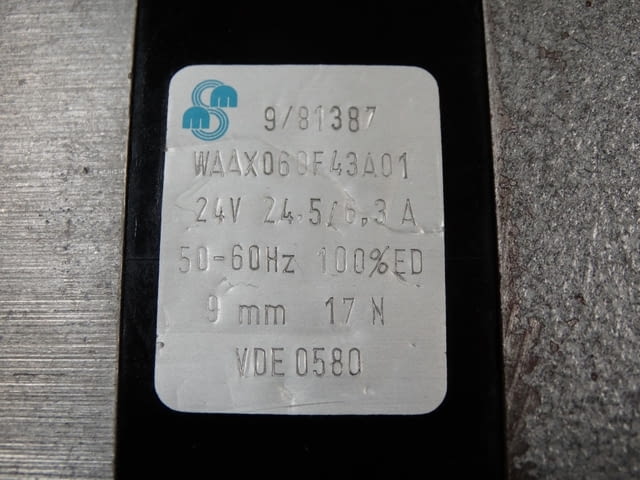 9/81387
WAAX060F43A01
24V 24.5/6,3 A
50-60Hz 100%ED
9 mm 17 N
VDE 0580